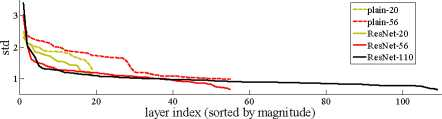 3
2
1
std
0
20
40
60
80
100
layer index (sorted by magnitude)
plain-20
plain-56
ResNet-20
ResNet-56
ResNet-110